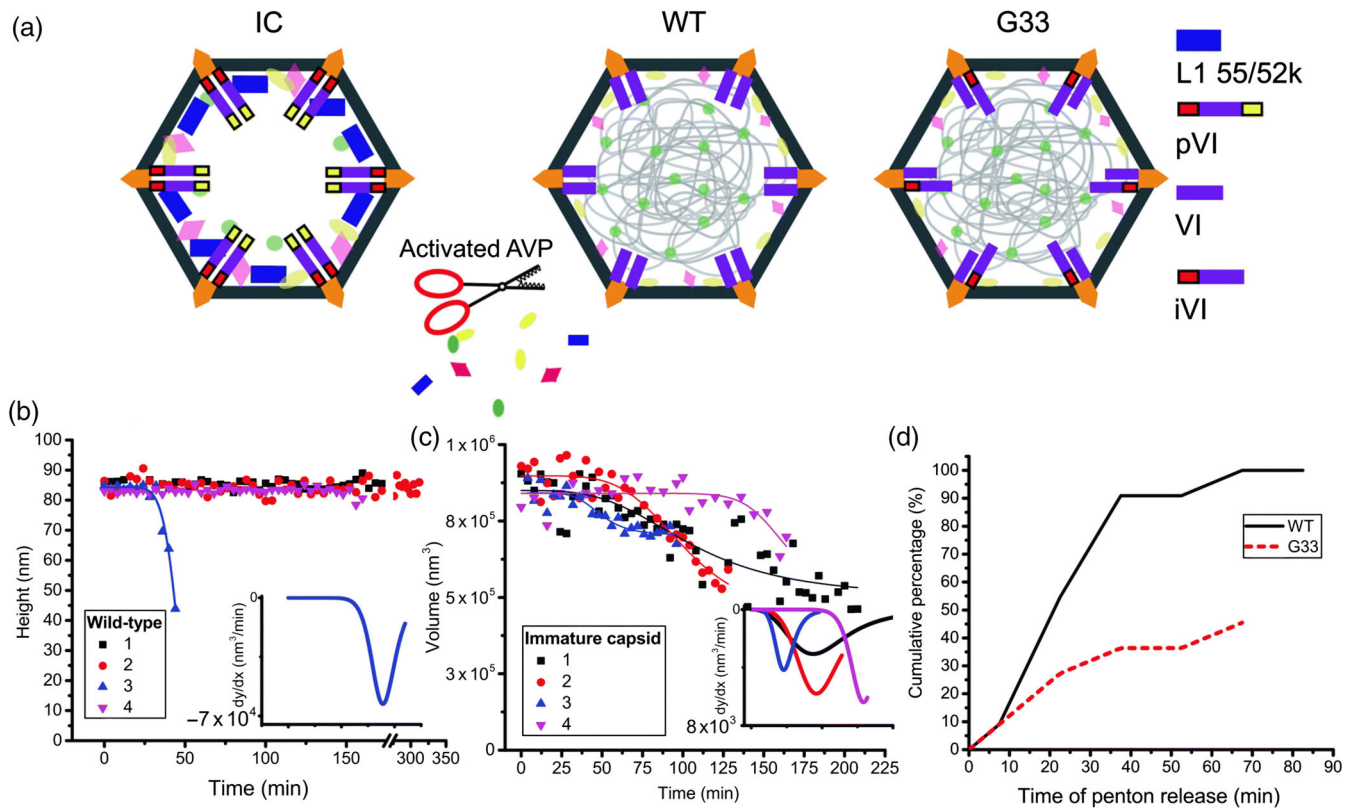 (a)
IC
WT
G33
L1 55/52k
pVI
VI
iVI
Activated AVP
(b)
Height (nm)
100
90
80
70
60
50
40
30
20
10
0
Wild-type
1
2
3
4
0
dy/dx (nm³/min)
−7 x 10⁴
0 50 100 150 300 350
Time (min)
(c)
Volume (nm³)
1 x 10⁶
8 x 10⁵
5 x 10⁵
3 x 10⁵
0
Immature capsid
1
2
3
4
0
dy/dx (nm³/min)
8 x 10³
0 25 50 75 100 125 150 175 200 225
Time (min)
(d)
Cumulative percentage (%)
100
90
80
70
60
50
40
30
20
10
0
WT
G33
0 10 20 30 40 50 60 70 80 90
Time of penton release (min)